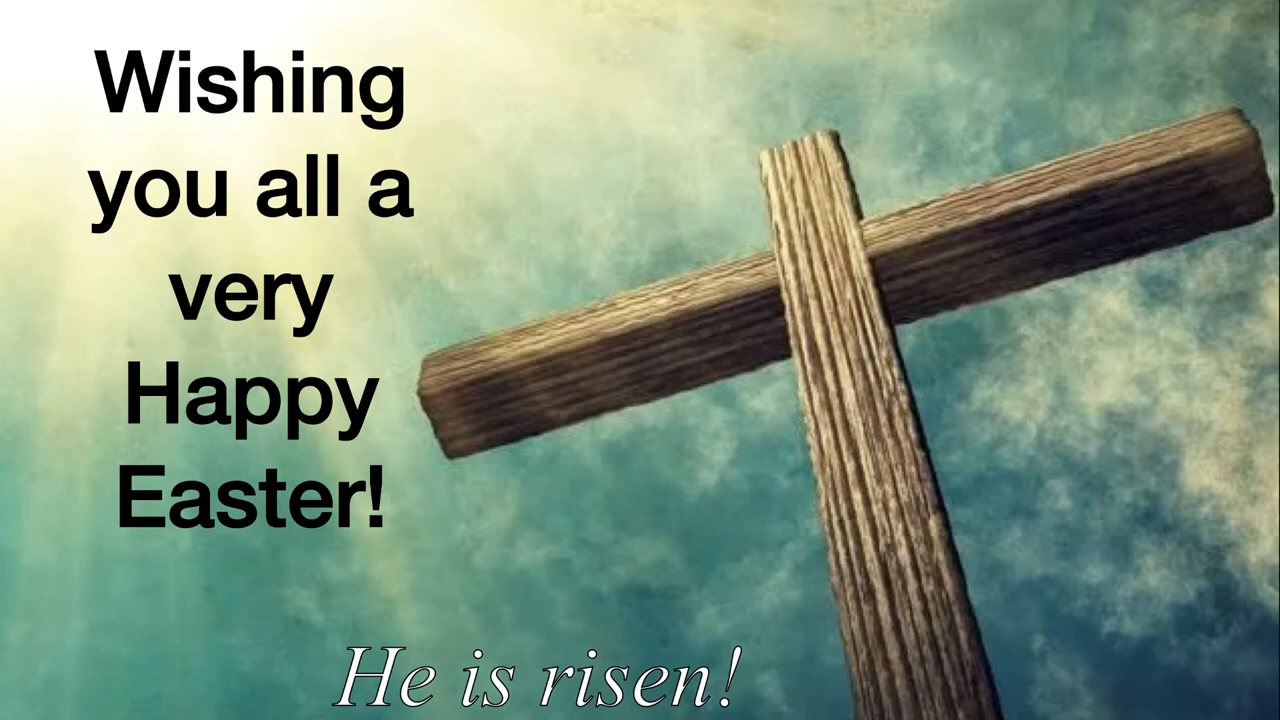 Wishing
you all a
very
Happy
Easter!
He is risen!